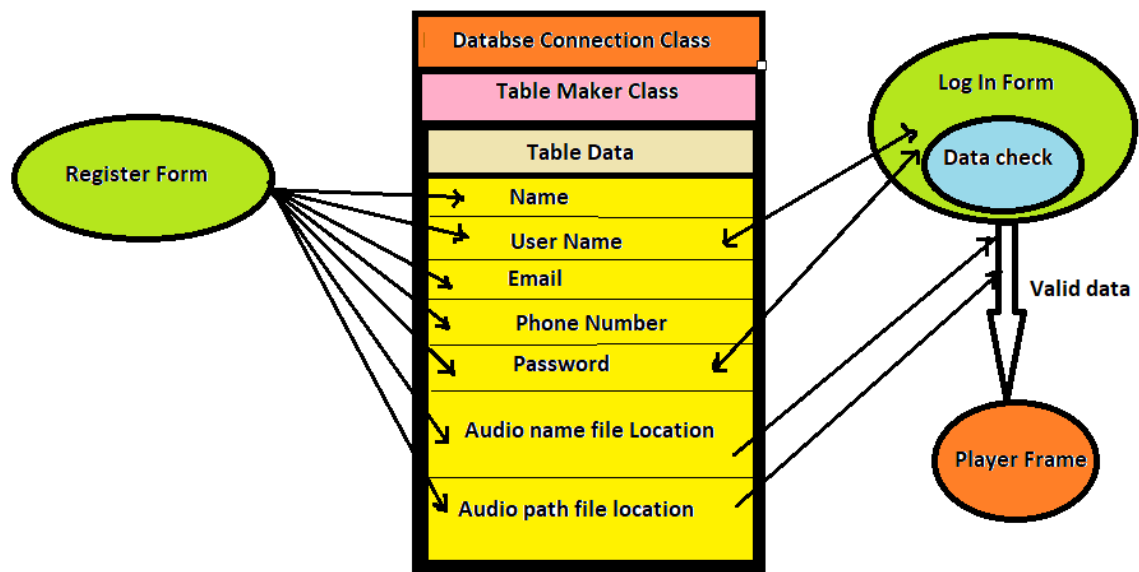 Databse Connection Class
Table Maker Class
Table Data
Register Form
Name
User Name
Email
Phone Number
Password
Audio name file Location
Audio path file location
Log In Form
Data check
Valid data
Player Frame